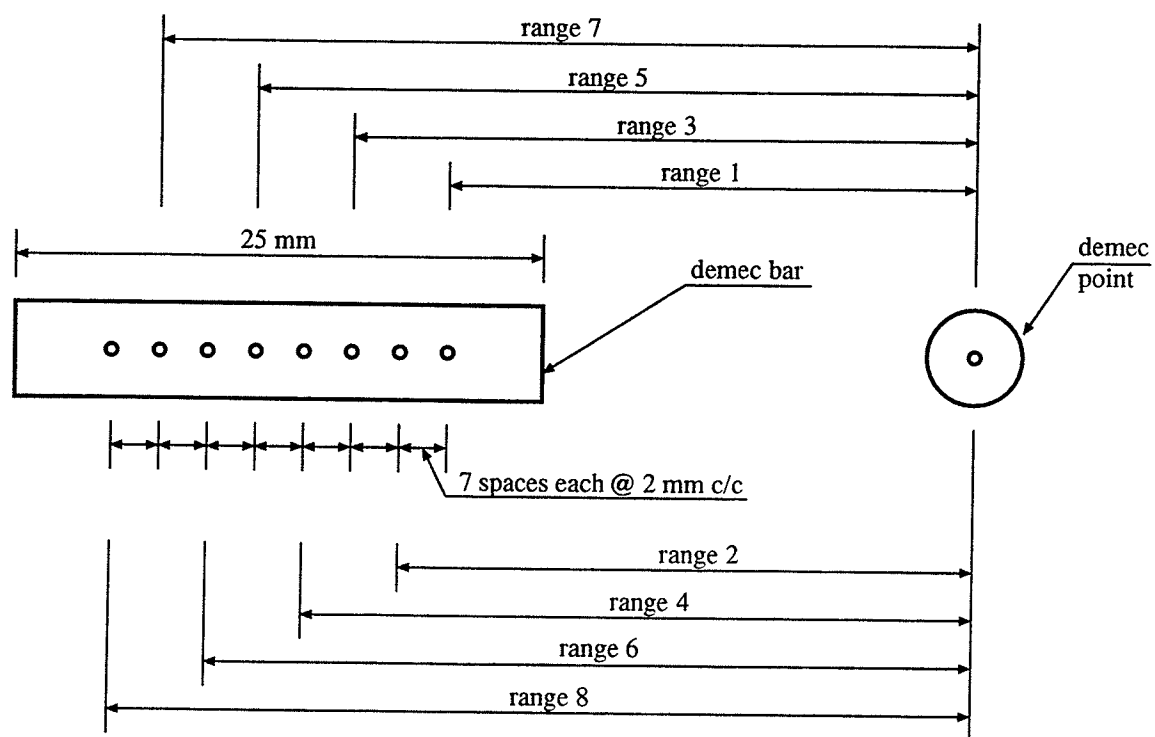 range 7
range 5
range 3
range 1
25 mm
demec bar
demec
point
7 spaces each @ 2 mm c/c
range 2
range 4
range 6
range 8